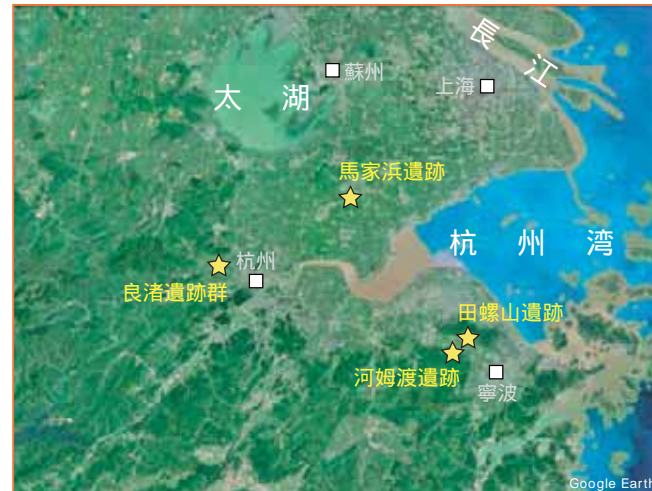 長江
蘇州
上海
太湖
馬家浜遺跡
杭州湾
杭州
良渚遺跡群
田螺山遺跡
河姆渡遺跡
寧波
Google Earth